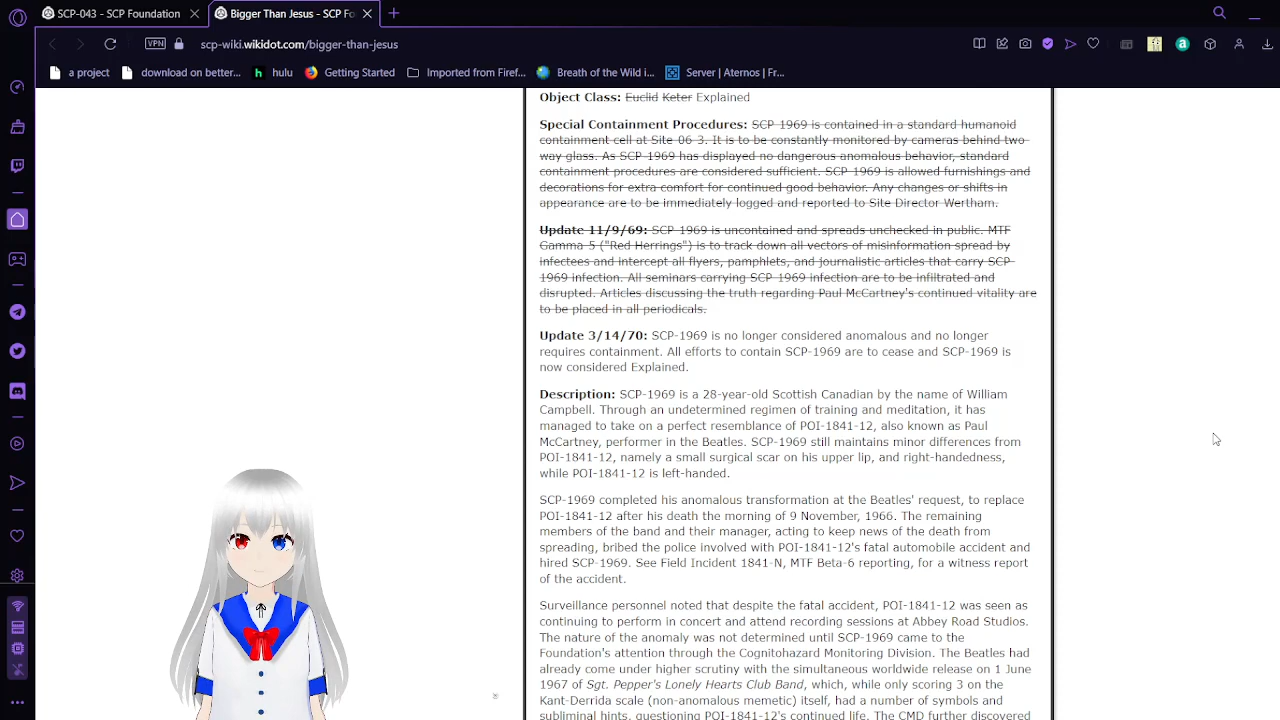 SCP-043 - SCP Foundation
Bigger Than Jesus - SCP Fo
VPN
scp-wiki.wikidot.com/bigger-than-jesus
a project
download on better...
h hulu
Getting Started
Imported from Firef...
Breath of the Wild i...
Server | Aternos | Fr...
Object Class: Euclid Keter Explained
Special Containment Procedures: SCP-1969 is contained in a standard humanoid
containment cell at Site-06-3. It is to be constantly monitored by cameras behind two-
way glass. As SCP-1969 has displayed no dangerous anomalous behavior, standard
containment procedures are considered sufficient. SCP-1969 is allowed furnishings and
decorations for extra comfort for continued good behavior. Any changes or shifts in
appearance are to be immediately logged and reported to Site Director Wertham.
Update 11/9/69: SCP-1969 is uncontained and spreads unchecked in public. MTF
Gamma-5 ("Red Herrings") is to track down all vectors of misinformation spread by
infectees and intercept all flyers, pamphlets, and journalistic articles that carry SCP-
1969 infection. All seminars carrying SCP-1969 infection are to be infiltrated and
disrupted. Articles discussing the truth regarding Paul McCartney's continued vitality are
to be placed in all periodicals.
Update 3/14/70: SCP-1969 is no longer considered anomalous and no longer
requires containment. All efforts to contain SCP-1969 are to cease and SCP-1969 is
now considered Explained.
Description: SCP-1969 is a 28-year-old Scottish Canadian by the name of William
Campbell. Through an undetermined regimen of training and meditation, it has
managed to take on a perfect resemblance of POI-1841-12, also known as Paul
McCartney, performer in the Beatles. SCP-1969 still maintains minor differences from
POI-1841-12, namely a small surgical scar on his upper lip, and right-handedness,
while POI-1841-12 is left-handed.
SCP-1969 completed his anomalous transformation at the Beatles' request, to replace
POI-1841-12 after his death the morning of 9 November, 1966. The remaining
members of the band and their manager, acting to keep news of the death from
spreading, bribed the police involved with POI-1841-12's fatal automobile accident and
hired SCP-1969. See Field Incident 1841-N, MTF Beta-6 reporting, for a witness report
of the accident.
Surveillance personnel noted that despite the fatal accident, POI-1841-12 was seen as
continuing to perform in concert and attend recording sessions at Abbey Road Studios.
The nature of the anomaly was not determined until SCP-1969 came to the
Foundation's attention through the Cognitohazard Monitoring Division. The Beatles had
already come under higher scrutiny with the simultaneous worldwide release on 1 June
1967 of Sgt. Pepper's Lonely Hearts Club Band, which, while only scoring 3 on the
Kant-Derrida scale (non-anomalous memetic) itself, had a number of symbols and
subliminal hints, questioning POI-1841-12's continued life. The CMD further discovered